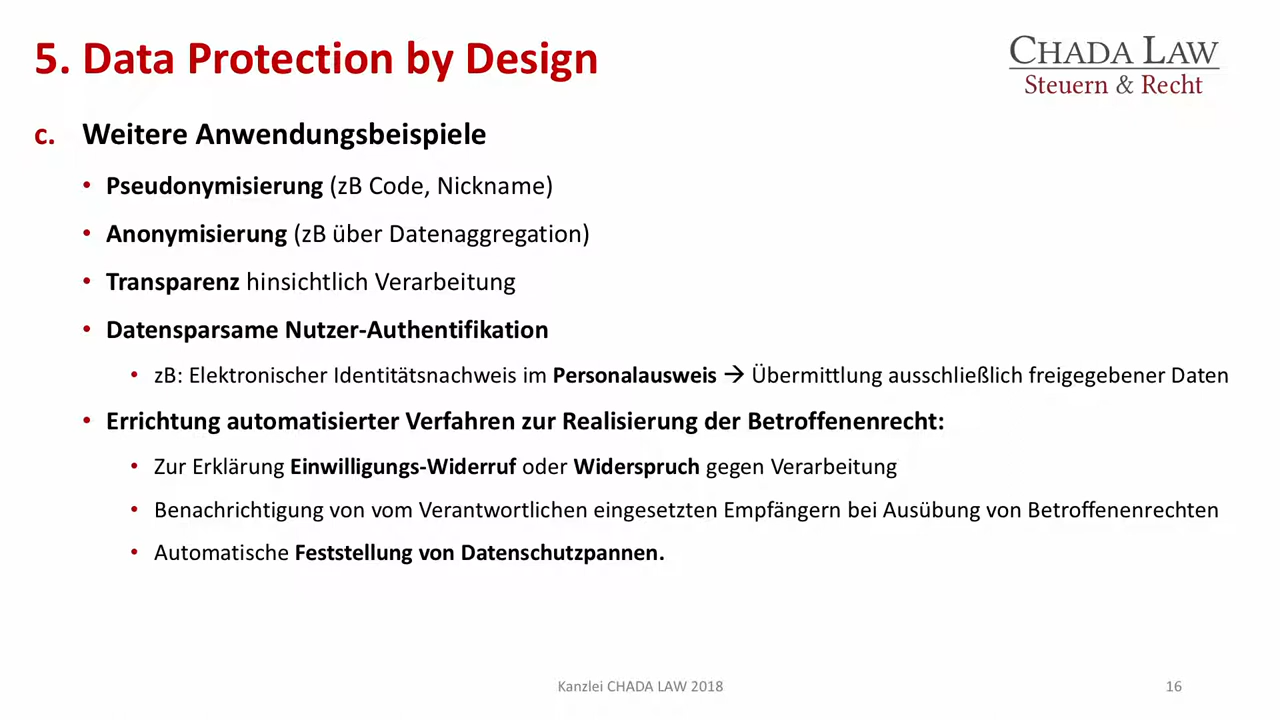 5. Data Protection by Design
CHADA LAW
Steuern & Recht
c. Weitere Anwendungsbeispiele
• Pseudonymisierung (zB Code, Nickname)
• Anonymisierung (zB über Datenaggregation)
• Transparenz hinsichtlich Verarbeitung
• Datensparsame Nutzer-Authentifikation
• zB: Elektronischer Identitätsnachweis im Personalausweis → Übermittlung ausschließlich freigegebener Daten
• Errichtung automatisierter Verfahren zur Realisierung der Betroffenenrecht:
• Zur Erklärung Einwilligungs-Widerruf oder Widerspruch gegen Verarbeitung
• Benachrichtigung von vom Verantwortlichen eingesetzten Empfängern bei Ausübung von Betroffenenrechten
• Automatische Feststellung von Datenschutzpannen.
Kanzlei CHADA LAW 2018
16